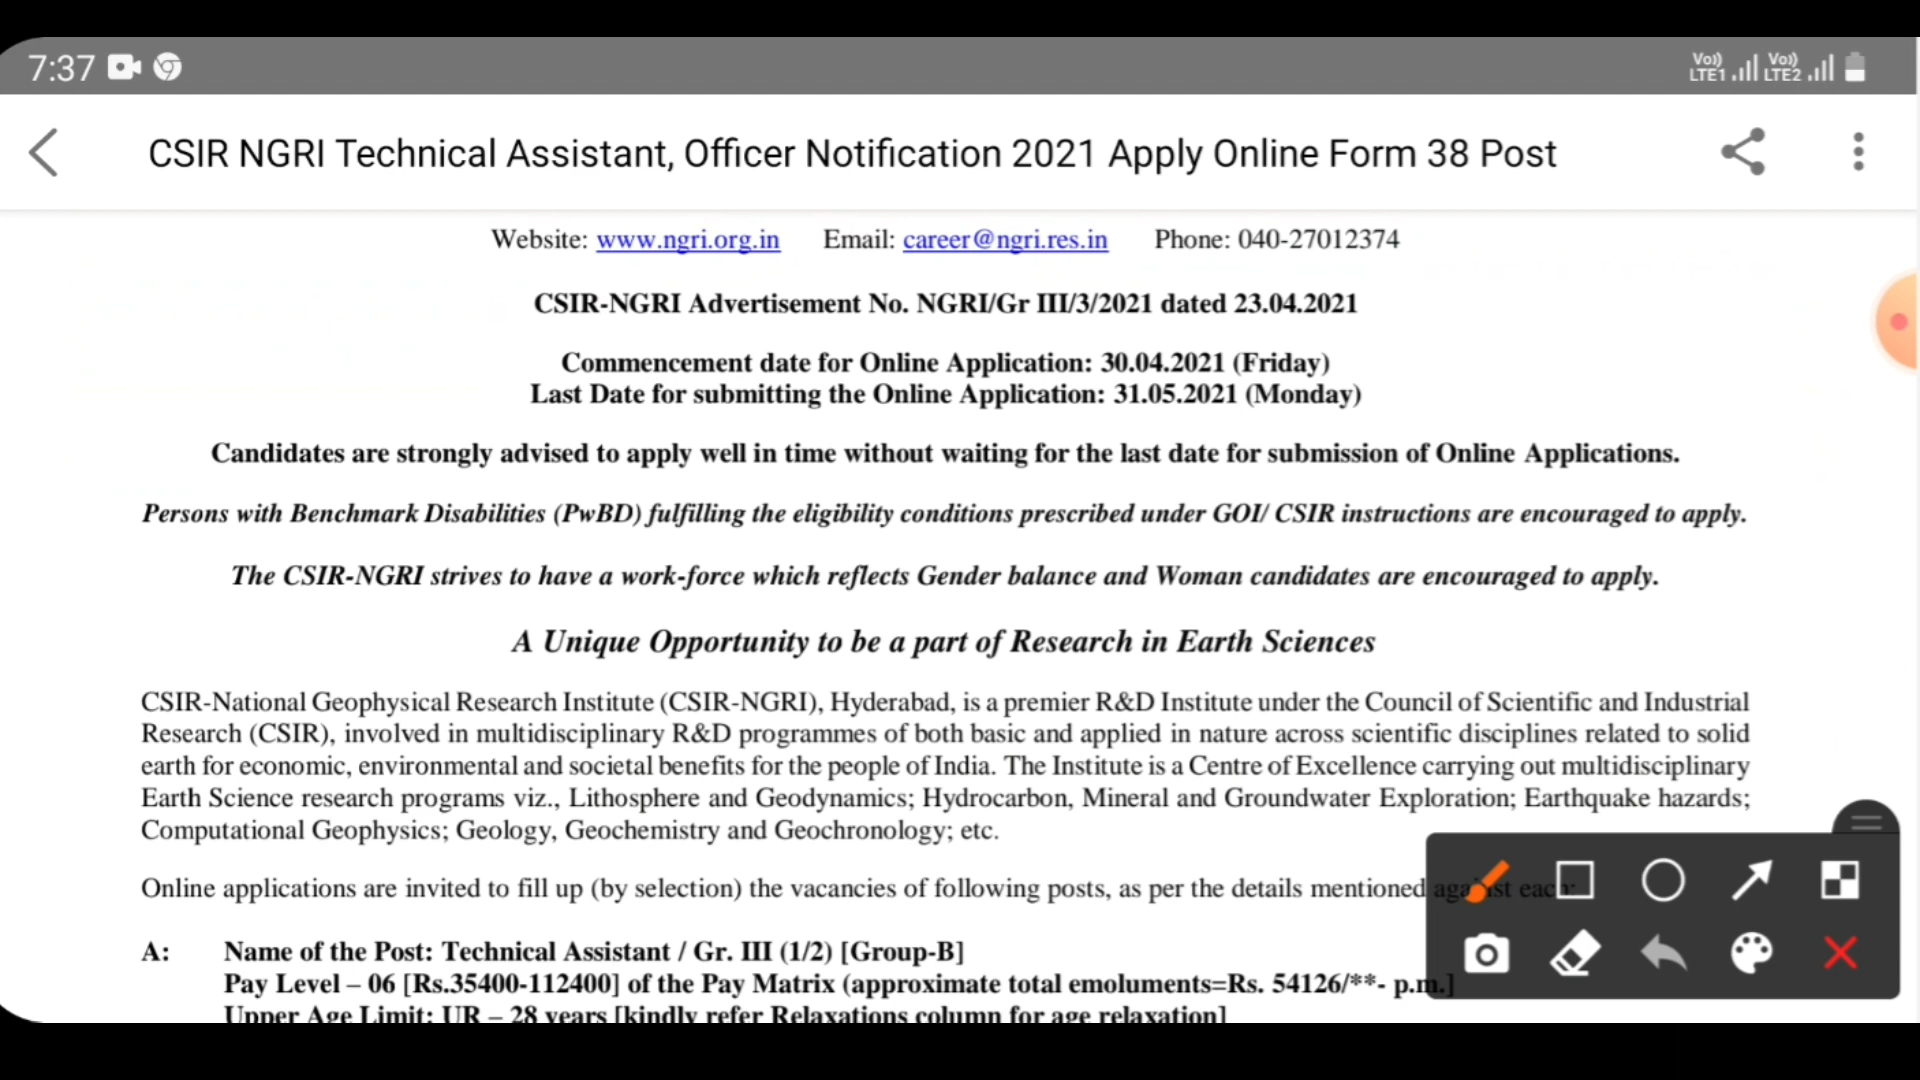 7:37
Vo)) LTE1 Vo)) LTE2
CSIR NGRI Technical Assistant, Officer Notification 2021 Apply Online Form 38 Post
Website: www.ngri.org.in Email: career@ngri.res.in Phone: 040-27012374
CSIR-NGRI Advertisement No. NGRI/Gr III/3/2021 dated 23.04.2021
Commencement date for Online Application: 30.04.2021 (Friday)
Last Date for submitting the Online Application: 31.05.2021 (Monday)
Candidates are strongly advised to apply well in time without waiting for the last date for submission of Online Applications.
Persons with Benchmark Disabilities (PwBD) fulfilling the eligibility conditions prescribed under GOI/ CSIR instructions are encouraged to apply.
The CSIR-NGRI strives to have a work-force which reflects Gender balance and Woman candidates are encouraged to apply.
A Unique Opportunity to be a part of Research in Earth Sciences
CSIR-National Geophysical Research Institute (CSIR-NGRI), Hyderabad, is a premier R&D Institute under the Council of Scientific and Industrial
Research (CSIR), involved in multidisciplinary R&D programmes of both basic and applied in nature across scientific disciplines related to solid
earth for economic, environmental and societal benefits for the people of India. The Institute is a Centre of Excellence carrying out multidisciplinary
Earth Science research programs viz., Lithosphere and Geodynamics; Hydrocarbon, Mineral and Groundwater Exploration; Earthquake hazards;
Computational Geophysics; Geology, Geochemistry and Geochronology; etc.
Online applications are invited to fill up (by selection) the vacancies of following posts, as per the details mentioned against each:
A: Name of the Post: Technical Assistant / Gr. III (1/2) [Group-B]
Pay Level – 06 [Rs.35400-112400] of the Pay Matrix (approximate total emoluments=Rs. 54126/**- p.m.]
Upper Age Limit: UR – 28 years [kindly refer Relaxations column for age relaxation]